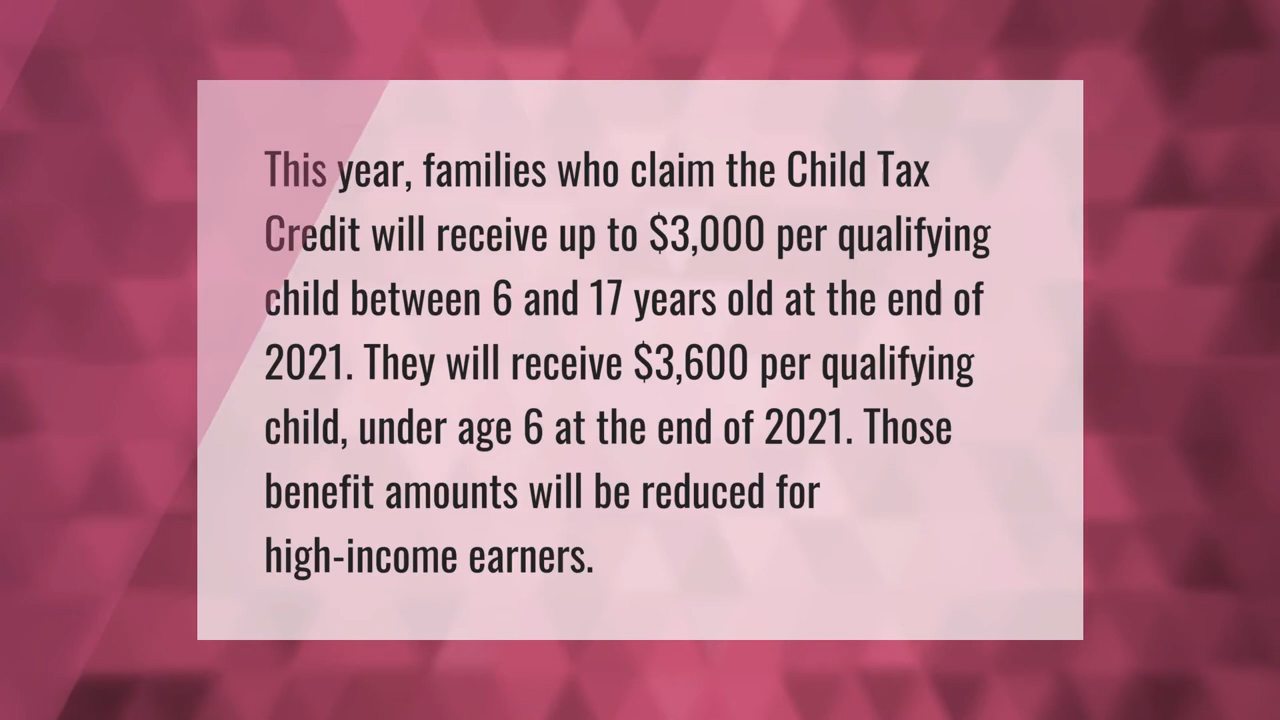 This year, families who claim the Child Tax
Credit will receive up to $3,000 per qualifying
child between 6 and 17 years old at the end of
2021. They will receive $3,600 per qualifying
child, under age 6 at the end of 2021. Those
benefit amounts will be reduced for
high-income earners.